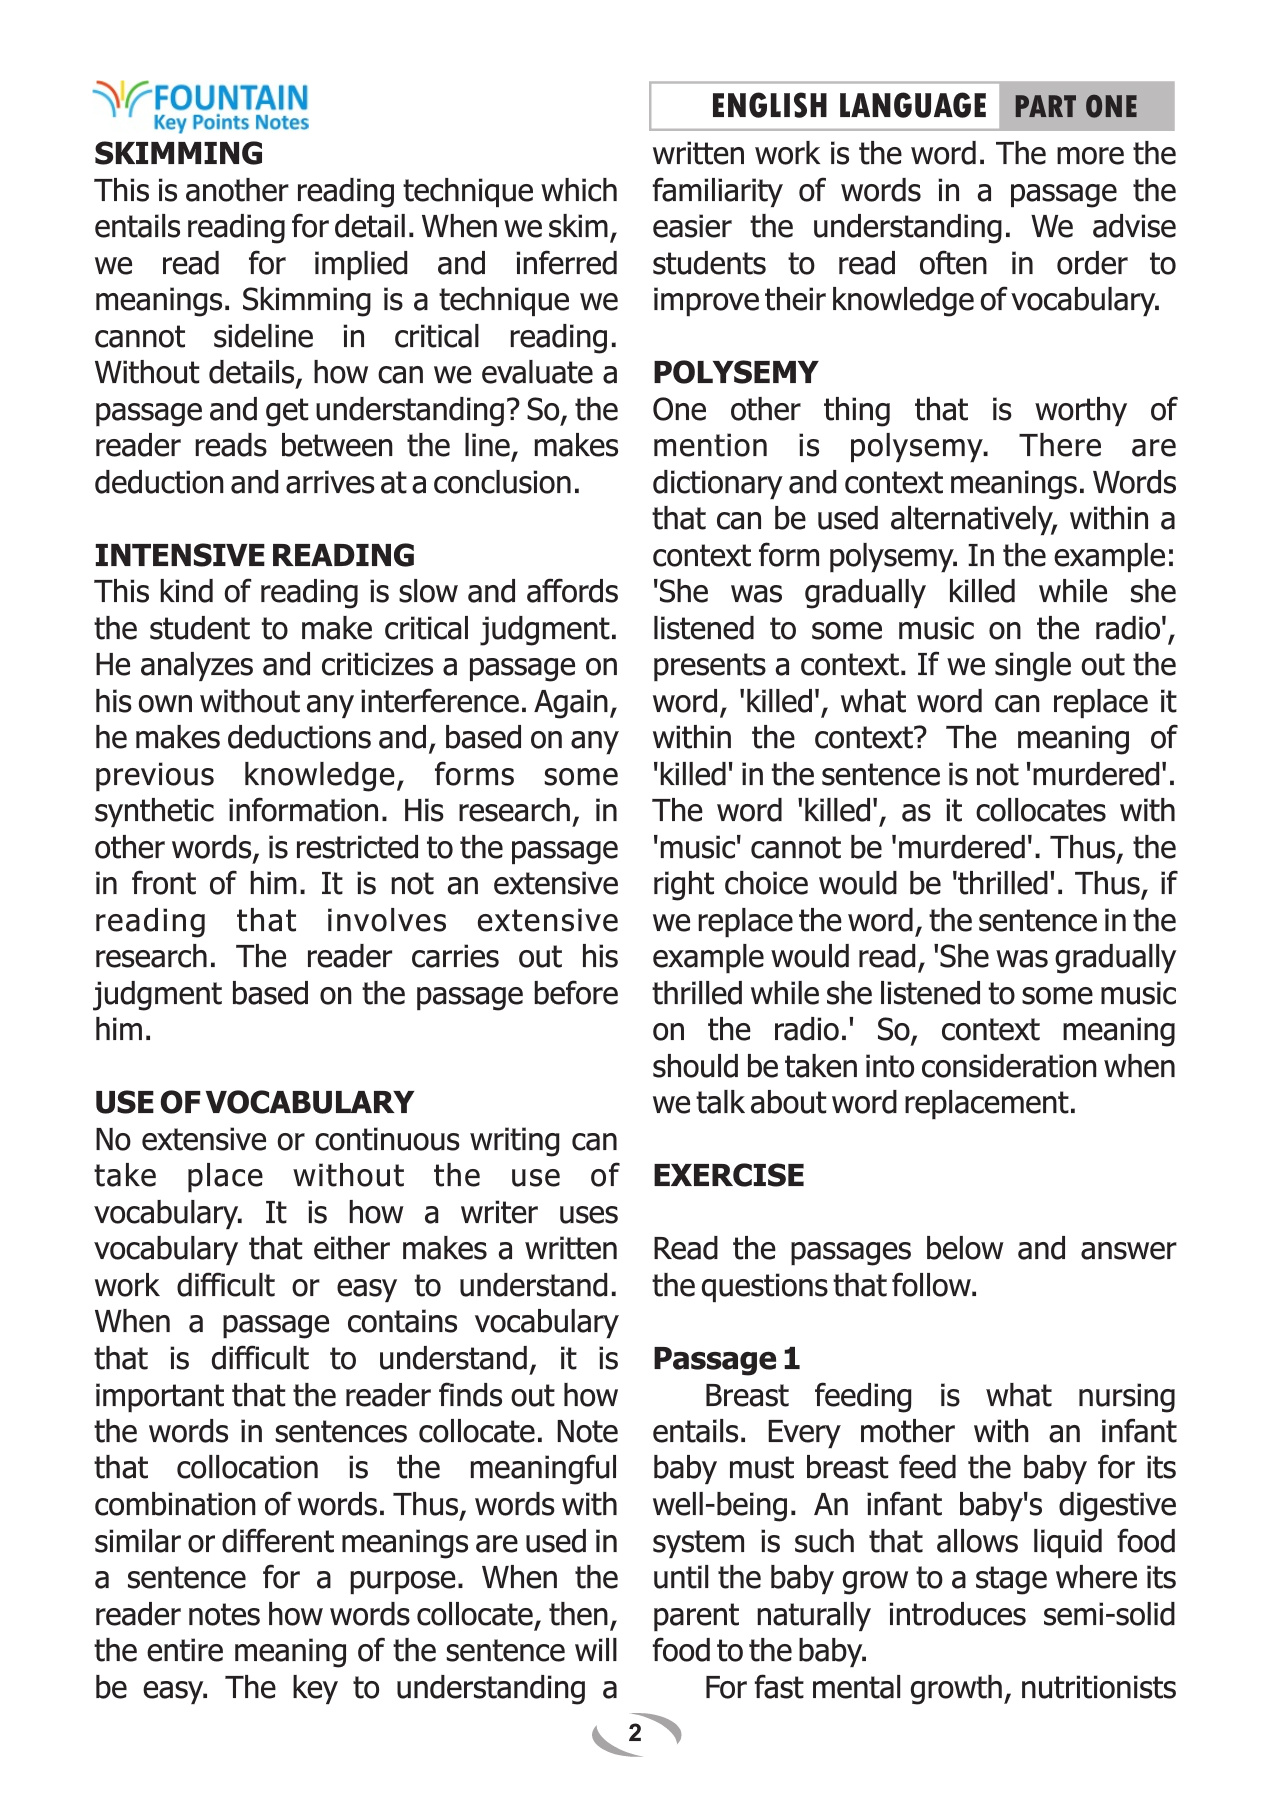 FOUNTAIN
Key Points Notes
ENGLISH LANGUAGE PART ONE
SKIMMING
This is another reading technique which
entails reading for detail. When we skim,
we read for implied and inferred
meanings. Skimming is a technique we
cannot sideline in critical reading.
Without details, how can we evaluate a
passage and get understanding? So, the
reader reads between the line, makes
deduction and arrives at a conclusion.
INTENSIVE READING
This kind of reading is slow and affords
the student to make critical judgment.
He analyzes and criticizes a passage on
his own without any interference. Again,
he makes deductions and, based on any
previous knowledge, forms some
synthetic information. His research, in
other words, is restricted to the passage
in front of him. It is not an extensive
reading that involves extensive
research. The reader carries out his
judgment based on the passage before
him.
USE OF VOCABULARY
No extensive or continuous writing can
take place without the use of
vocabulary. It is how a writer uses
vocabulary that either makes a written
work difficult or easy to understand.
When a passage contains vocabulary
that is difficult to understand, it is
important that the reader finds out how
the words in sentences collocate. Note
that collocation is the meaningful
combination of words. Thus, words with
similar or different meanings are used in
a sentence for a purpose. When the
reader notes how words collocate, then,
the entire meaning of the sentence will
be easy. The key to understanding a
written work is the word. The more the
familiarity of words in a passage the
easier the understanding. We advise
students to read often in order to
improve their knowledge of vocabulary.
POLYSEMY
One other thing that is worthy of
mention is polysemy. There are
dictionary and context meanings. Words
that can be used alternatively, within a
context form polysemy. In the example:
'She was gradually killed while she
listened to some music on the radio',
presents a context. If we single out the
word, 'killed', what word can replace it
within the context? The meaning of
'killed' in the sentence is not 'murdered'.
The word 'killed', as it collocates with
'music' cannot be 'murdered'. Thus, the
right choice would be 'thrilled'. Thus, if
we replace the word, the sentence in the
example would read, 'She was gradually
thrilled while she listened to some music
on the radio.' So, context meaning
should be taken into consideration when
we talk about word replacement.
EXERCISE
Read the passages below and answer
the questions that follow.
Passage 1
Breast feeding is what nursing
entails. Every mother with an infant
baby must breast feed the baby for its
well-being. An infant baby's digestive
system is such that allows liquid food
until the baby grow to a stage where its
parent naturally introduces semi-solid
food to the baby.
For fast mental growth, nutritionists
2